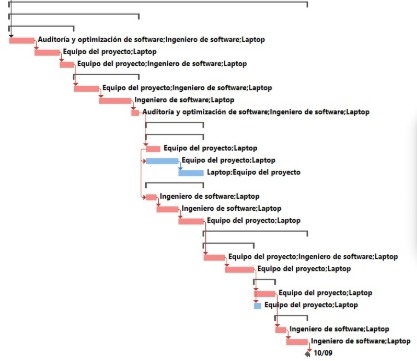 Auditoría y optimización de software;Ingeniero de software;Laptop
Equipo del proyecto;Laptop
Equipo del proyecto;Ingeniero de software;Laptop
Equipo del proyecto;Ingeniero de software;Laptop
Ingeniero de software;Laptop
Auditoría y optimización de software;Ingeniero de software;Laptop
Equipo del proyecto;Laptop
Equipo del proyecto;Laptop
Laptop;Equipo del proyecto
Ingeniero de software;Laptop
Ingeniero de software;Laptop
Equipo del proyecto;Laptop
Equipo del proyecto;Ingeniero de software;Laptop
Equipo del proyecto;Laptop
Equipo del proyecto;Laptop
Equipo del proyecto;Laptop
Ingeniero de software;Laptop
Ingeniero de software;Laptop
10/09